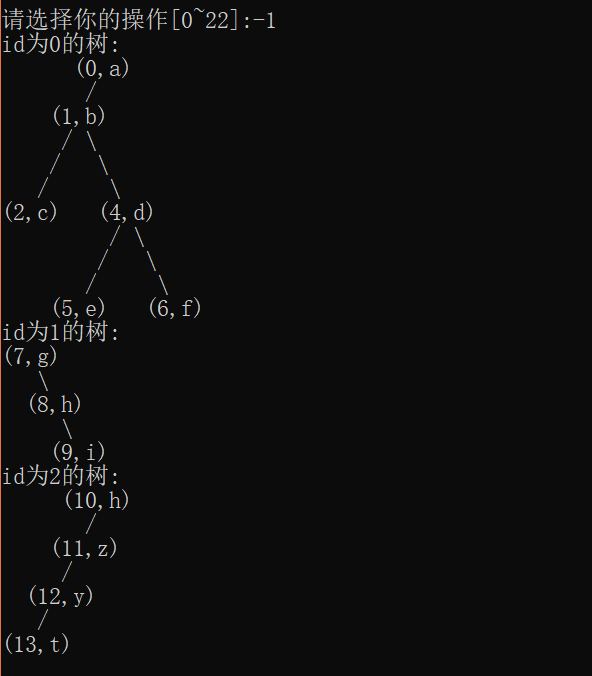 请选择你的操作[0~22]:-1
id为0的树:
      (0,a)
       /
    (1,b)
     / \
    /   \
   /     \
(2,c)   (4,d)
         / \
        /   \
       /     \
    (5,e)   (6,f)
id为1的树:
(7,g)
   \
  (8,h)
     \
    (9,i)
id为2的树:
     (10,h)
       /
    (11,z)
     /
  (12,y)
   /
(13,t)